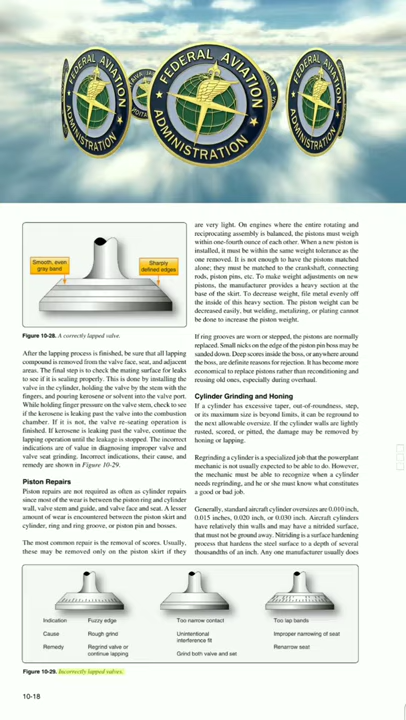 FEDERAL AVIATION
ADMINISTRATION
FEDERAL AVIATION
ADMINISTRATION
FEDERAL AVIATION
ADMINISTRATION
Smooth, even
gray band
Sharply
defined edges
Figure 10-28. A correctly lapped valve.
After the lapping process is finished, be sure that all lapping
compound is removed from the valve face, seat, and adjacent
areas. The final step is to check the mating surface for leaks
to see if it is sealing properly. This is done by installing the
valve in the cylinder, holding the valve by the stem with the
fingers, and pouring kerosene or solvent into the valve port.
While holding finger pressure on the valve stem, check to see
if the kerosene is leaking past the valve into the combustion
chamber. If it is not, the valve re-seating operation is
finished. If kerosene is leaking past the valve, continue the
lapping operation until the leakage is stopped. The incorrect
indications are of value in diagnosing improper valve and
valve seat grinding. Incorrect indications, their cause, and
remedy are shown in Figure 10-29.
Piston Repairs
Piston repairs are not required as often as cylinder repairs
since most of the wear is between the piston ring and cylinder
wall, valve stem and guide, and valve face and seat. A lesser
amount of wear is encountered between the piston skirt and
cylinder, ring and ring groove, or piston pin and bosses.
The most common repair is the removal of scores. Usually,
these may be removed only on the piston skirt if they
are very light. On engines where the entire rotating and
reciprocating assembly is balanced, the pistons must weigh
within one-fourth ounce of each other. When a new piston is
installed, it must be within the same weight tolerance as the
one removed. It is not enough to have the pistons matched
alone; they must be matched to the crankshaft, connecting
rods, piston pins, etc. To make weight adjustments on new
pistons, the manufacturer provides a heavy section at the
base of the skirt. To decrease weight, file metal evenly off
the inside of this heavy section. The piston weight can be
decreased easily, but welding, metalizing, or plating cannot
be done to increase the piston weight.
If ring grooves are worn or stepped, the pistons are normally
replaced. Small nicks on the edge of the piston pin boss may be
sanded down. Deep scores inside the boss, or anywhere around
the boss, are definite reasons for rejection. It has become more
economical to replace pistons rather than reconditioning and
reusing old ones, especially during overhaul.
Cylinder Grinding and Honing
If a cylinder has excessive taper, out-of-roundness, step,
or its maximum size is beyond limits, it can be reground to
the next allowable oversize. If the cylinder walls are lightly
rusted, scored, or pitted, the damage may be removed by
honing or lapping.
Regrinding a cylinder is a specialized job that the powerplant
mechanic is not usually expected to be able to do. However,
the mechanic must be able to recognize when a cylinder
needs regrinding, and he or she must know what constitutes
a good or bad job.
Generally, standard aircraft cylinder oversizes are 0.010 inch,
0.015 inches, 0.020 inch, or 0.030 inch. Aircraft cylinders
have relatively thin walls and may have a nitrided surface,
that must not be ground away. Nitriding is a surface hardening
process that hardens the steel surface to a depth of several
thousandths of an inch. Any one manufacturer usually does
Indication Fuzzy edge Too narrow contact Too lap bands
Cause Rough grind Unintentional interference fit Improper narrowing of seat
Remedy Regrind valve or continue lapping Grind both valve and set Renarrow seat
Figure 10-29. Incorrectly lapped valves.
10-18